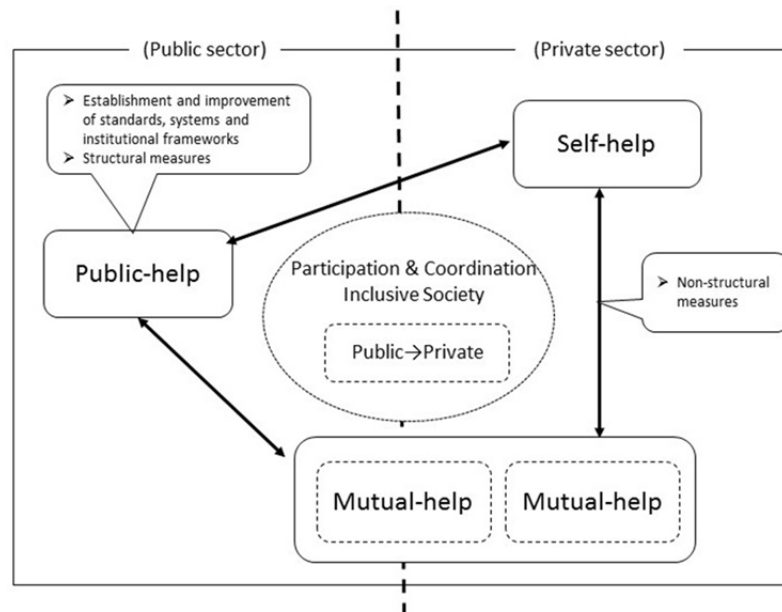 (Public sector)
(Private sector)
➢ Establishment and improvement
of standards, systems and
institutional frameworks
➢ Structural measures
Self-help
Public-help
Participation & Coordination
Inclusive Society
Public→Private
➢ Non-structural
measures
Mutual-help
Mutual-help